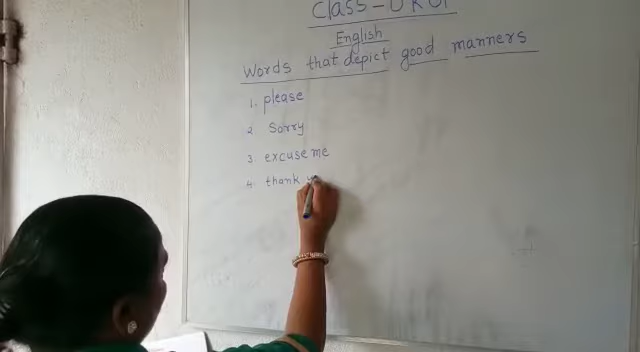 Class - UKG
English
Words that depict good manners
1. please
2 Sorry
3 excuse me
4. thank